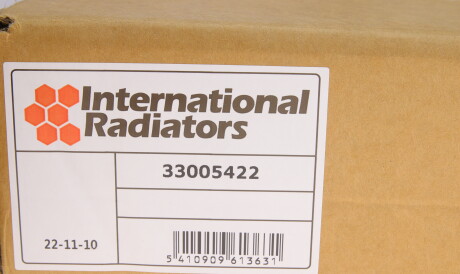 International
Radiators
33005422
22-11-10
5 410909 613631